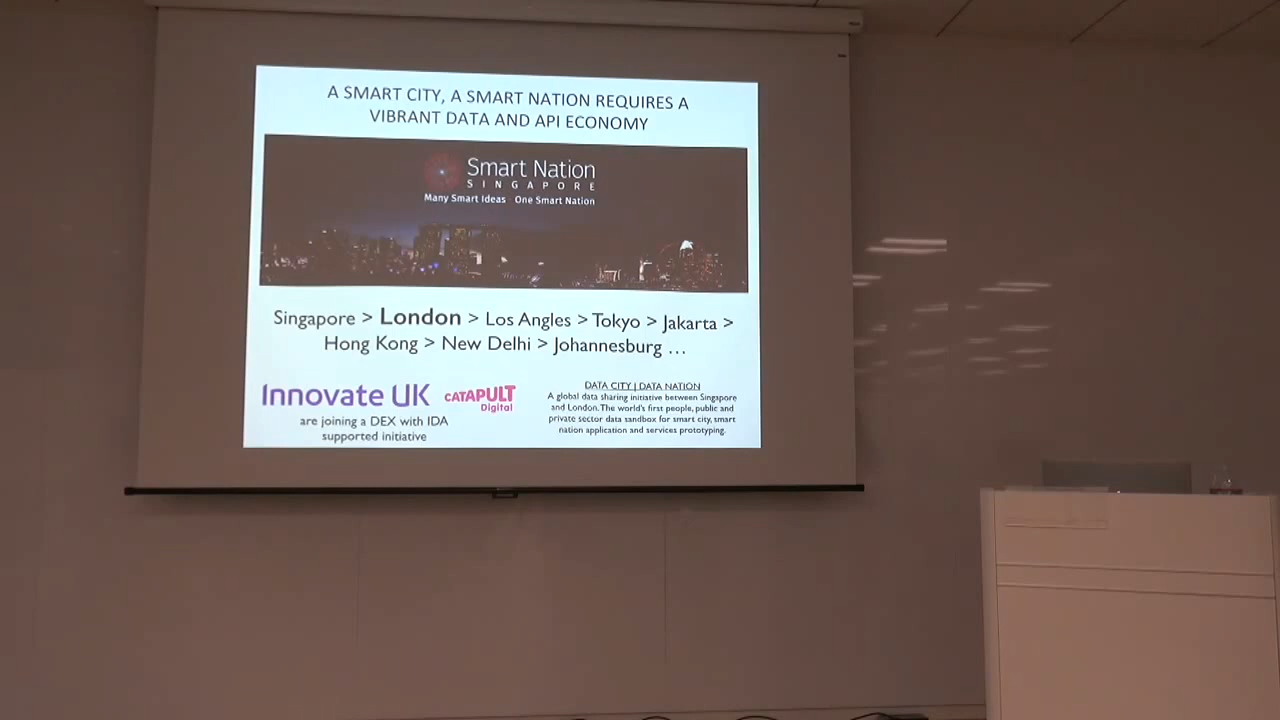 A SMART CITY, A SMART NATION REQUIRES A
VIBRANT DATA AND API ECONOMY
Smart Nation
SINGAPORE
Many Smart Ideas One Smart Nation
Singapore > London > Los Angles > Tokyo > Jakarta >
Hong Kong > New Delhi > Johannesburg ...
Innovate UK
CATAPULT
Digital
are joining a DEX with IDA
supported initiative
DATA CITY | DATA NATION
A global data sharing initiative between Singapore
and London. The world's first people, public and
private sector data sandbox for smart city, smart
nation application and services prototyping.